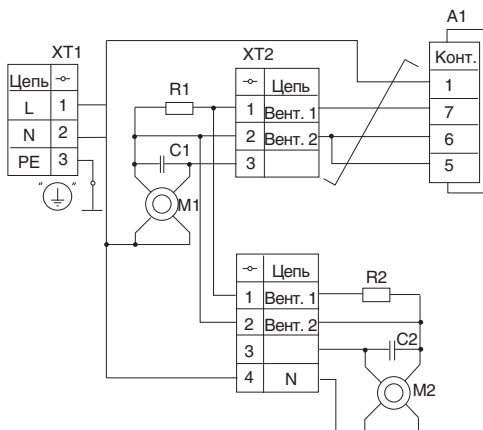 A1
XT1
XT2
Конт.
Цепь
Цепь
R1
1
L
1
1
Вент. 1
7
N
2
2
Вент. 2
6
C1
PE
3
3
5
M1
Цепь
R2
1
Вент. 1
2
Вент. 2
C2
3
4
N
M2